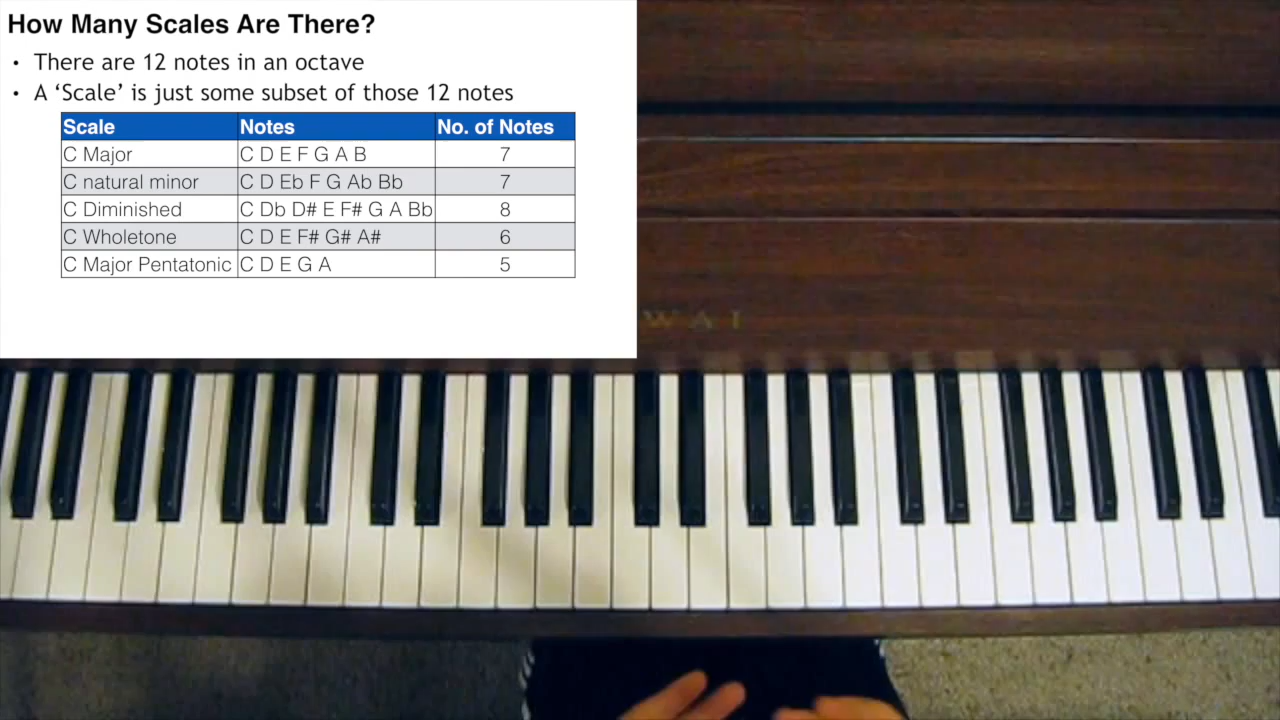 How Many Scales Are There?
• There are 12 notes in an octave
• A ‘Scale’ is just some subset of those 12 notes
Scale Notes No. of Notes
C Major C D E F G A B 7
C natural minor C D Eb F G Ab Bb 7
C Diminished C Db D# E F# G A Bb 8
C Wholetone C D E F# G# A# 6
C Major Pentatonic C D E G A 5
WAI